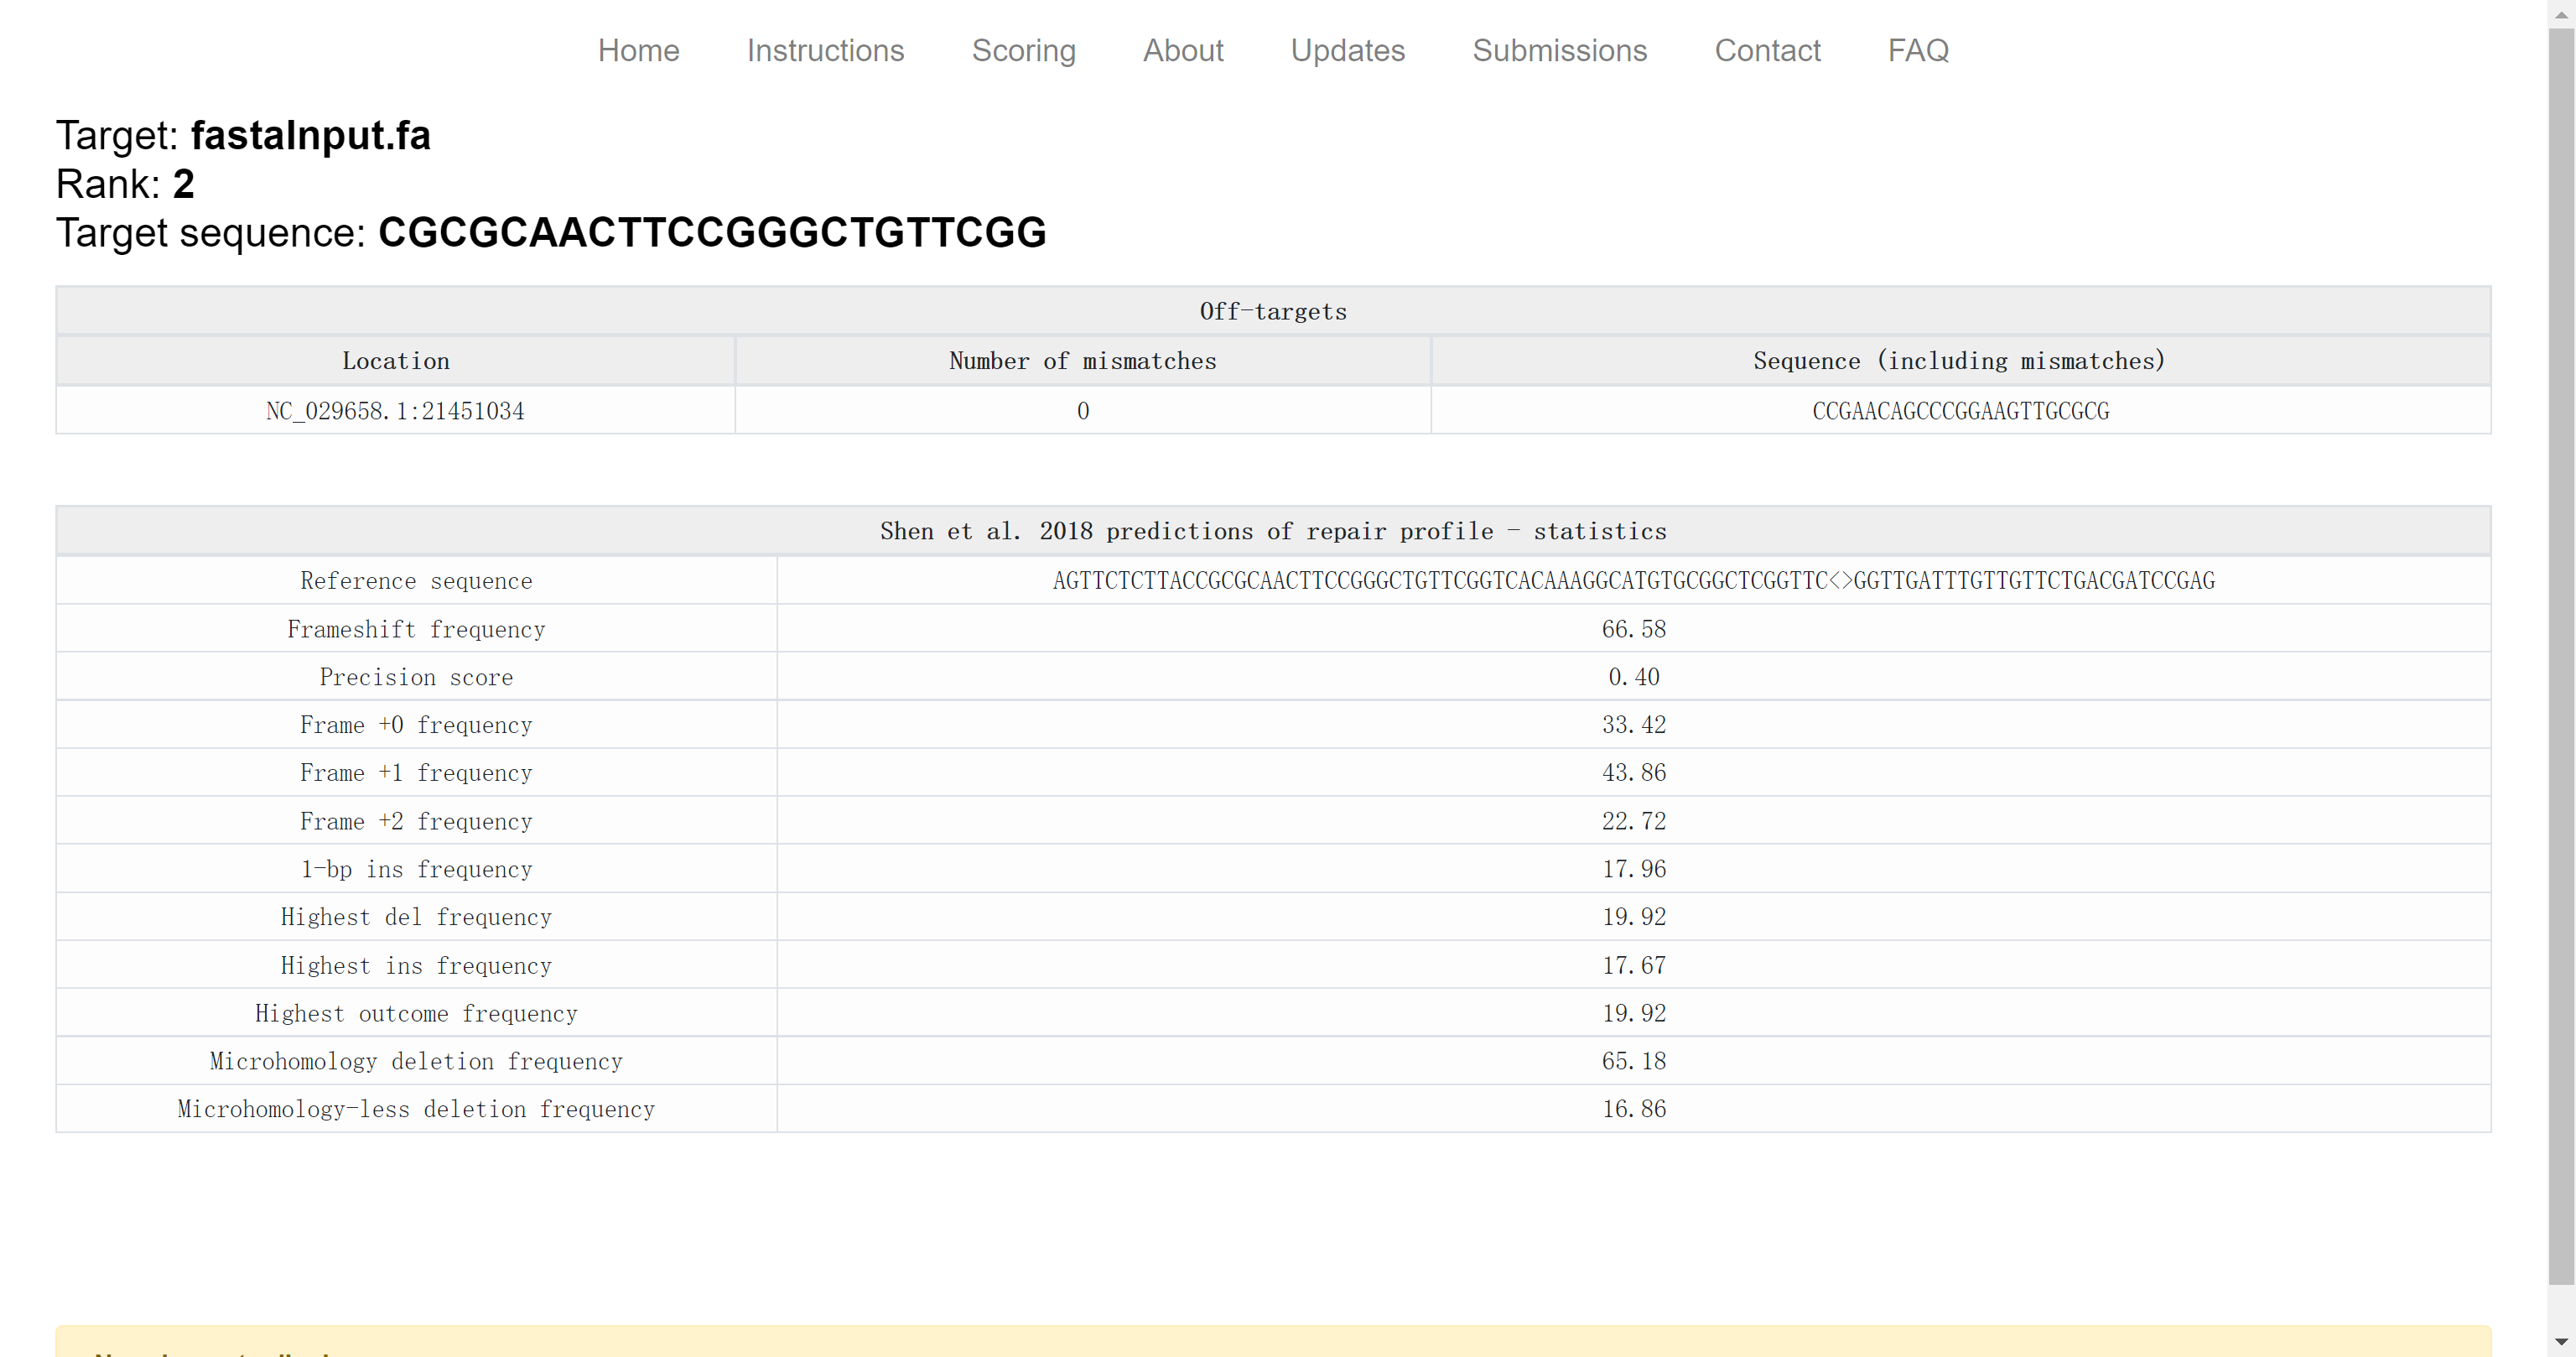 Home Instructions Scoring About Updates Submissions Contact FAQ
Target: fastaInput.fa
Rank: 2
Target sequence: CGCGCAACTTCCGGGCTGTTCGG
Off-targets
Location Number of mismatches Sequence (including mismatches)
NC_029658.1:21451034 0 CCGAACAGCCCGGAAGTTGCGCG
Shen et al. 2018 predictions of repair profile - statistics
Reference sequence AGTTCTCTTACCGCGCAACTTCCGGGCTGTTCGGTCACAAAGGCATGTGCGGCTCGGTTC<>GGTTGATTTGTTGTTCTGACGATCCGAG
Frameshift frequency 66.58
Precision score 0.40
Frame +0 frequency 33.42
Frame +1 frequency 43.86
Frame +2 frequency 22.72
1-bp ins frequency 17.96
Highest del frequency 19.92
Highest ins frequency 17.67
Highest outcome frequency 19.92
Microhomology deletion frequency 65.18
Microhomology-less deletion frequency 16.86